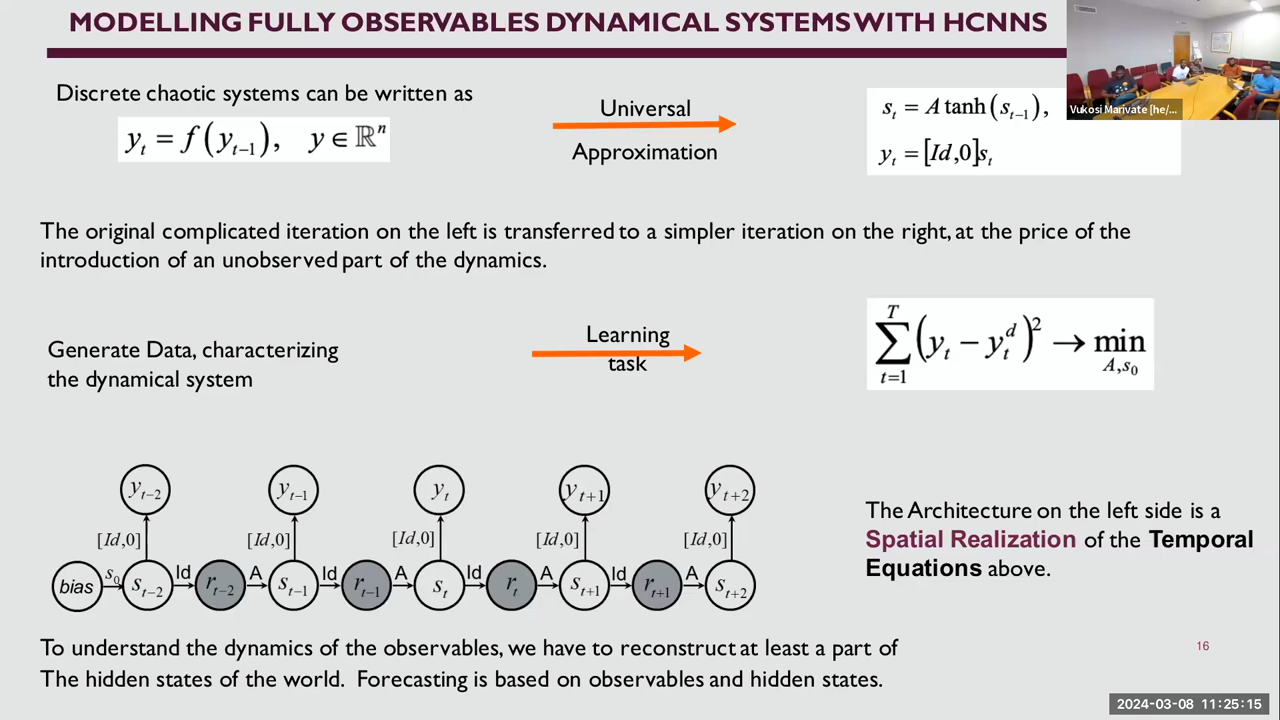 MODELLING FULLY OBSERVABLES DYNAMICAL SYSTEMS WITH HCNNS
Vukosi Marivate [he/...
Discrete chaotic systems can be written as
y_t = f(y_{t-1}), y ∈ ℝⁿ
Universal
Approximation
s_t = A tanh(s_{t-1}),
y_t = [Id,0]s_t
The original complicated iteration on the left is transferred to a simpler iteration on the right, at the price of the
introduction of an unobserved part of the dynamics.
Generate Data, characterizing
the dynamical system
Learning
task
∑_{t=1}^{T} (y_t − y_t^d)² → min_{A,s_0}
y_{t-2} y_{t-1} y_t y_{t+1} y_{t+2}
[Id,0] [Id,0] [Id,0] [Id,0] [Id,0]
s_0 Id A Id A Id A Id A
bias s_{t-2} r_{t-2} s_{t-1} r_{t-1} s_t r_t s_{t+1} r_{t+1} s_{t+2}
The Architecture on the left side is a
Spatial Realization of the Temporal
Equations above.
To understand the dynamics of the observables, we have to reconstruct at least a part of
The hidden states of the world. Forecasting is based on observables and hidden states.
16
2024-03-08 11:25:15